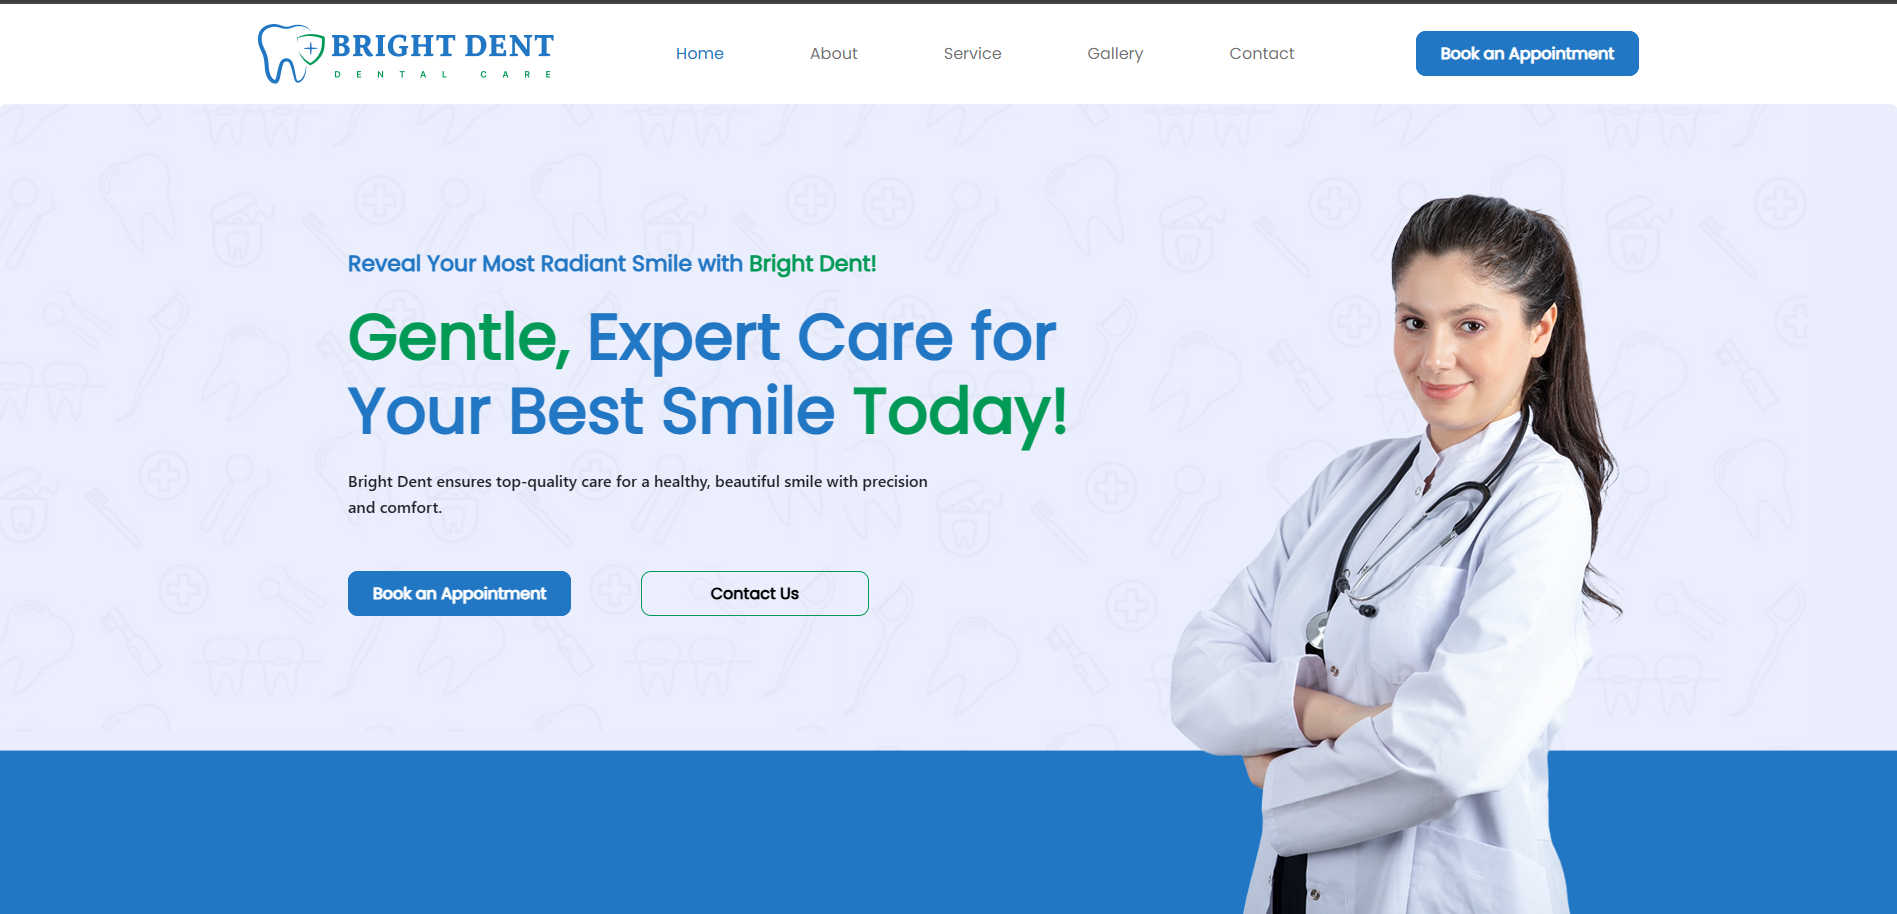 BRIGHT DENT
DENTAL CARE
Home
About
Service
Gallery
Contact
Book an Appointment
Reveal Your Most Radiant Smile with Bright Dent!
Gentle, Expert Care for
Your Best Smile Today!
Bright Dent ensures top-quality care for a healthy, beautiful smile with precision
and comfort.
Book an Appointment
Contact Us